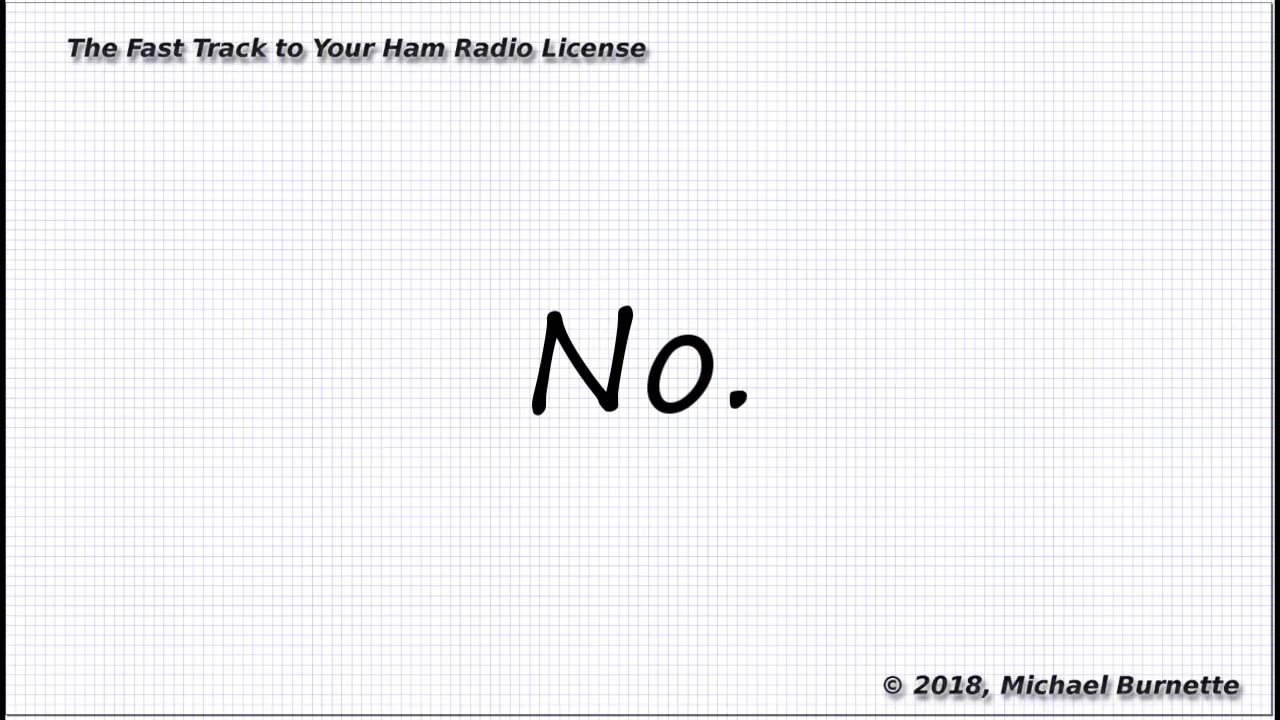 The Fast Track to Your Ham Radio License
No.
© 2018, Michael Burnette